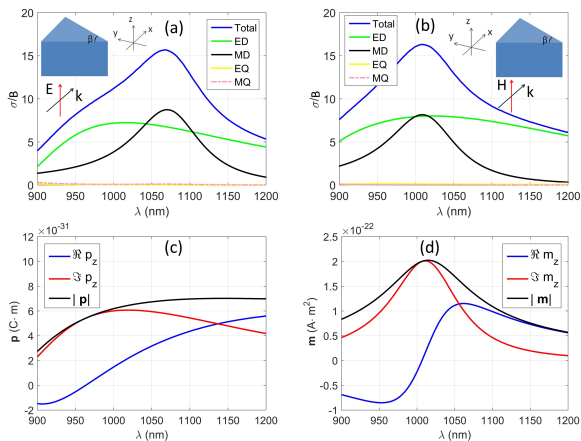 (a)
z
x
y
β
E
k
Total
ED
MD
EQ
MQ
σ/B
20
15
10
5
0
900 950 1000 1050 1100 1150 1200
λ (nm)
(b)
z
x
y
β
H
k
Total
ED
MD
EQ
MQ
σ/B
20
15
10
5
0
900 950 1000 1050 1100 1150 1200
λ (nm)
×10⁻³¹
(c)
ℜ p_z
ℑ p_z
| p|
p (C· m)
12
10
8
6
4
2
0
-2
900 950 1000 1050 1100 1150 1200
λ (nm)
×10⁻²²
(d)
ℜ m_z
ℑ m_z
| m|
m (A· m²)
2.5
2
1.5
1
0.5
0
-0.5
-1
900 950 1000 1050 1100 1150 1200
λ (nm)